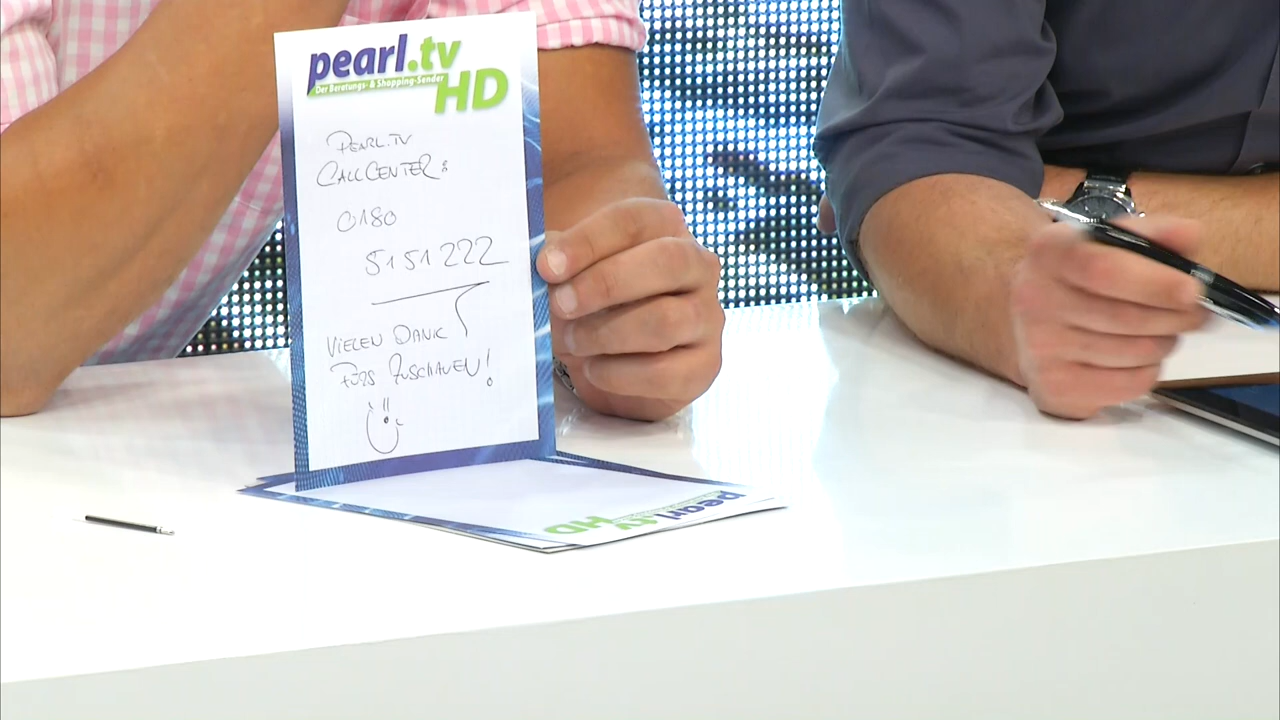 pearl.tv
Der Beratungs- & Shopping-Sender
HD
PEARL.TV
CALLCENTER:
0180
5151222
VIELEN DANK
FÜRS ZUSCHAUEN!
pearl.tv
HD